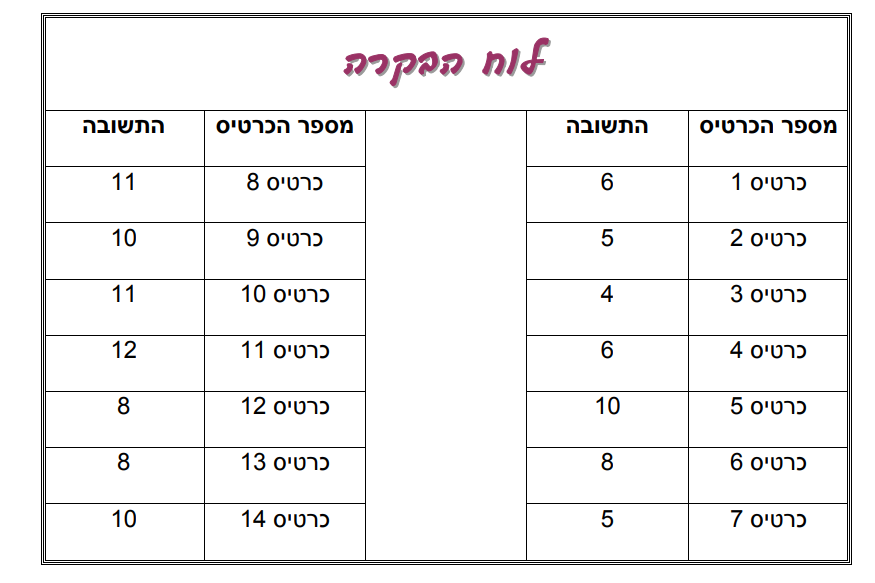 לוח הבקרה
מספר הכרטיס התשובה מספר הכרטיס התשובה
כרטיס 1 6 כרטיס 8 11
כרטיס 2 5 כרטיס 9 10
כרטיס 3 4 כרטיס 10 11
כרטיס 4 6 כרטיס 11 12
כרטיס 5 10 כרטיס 12 8
כרטיס 6 8 כרטיס 13 8
כרטיס 7 5 כרטיס 14 10